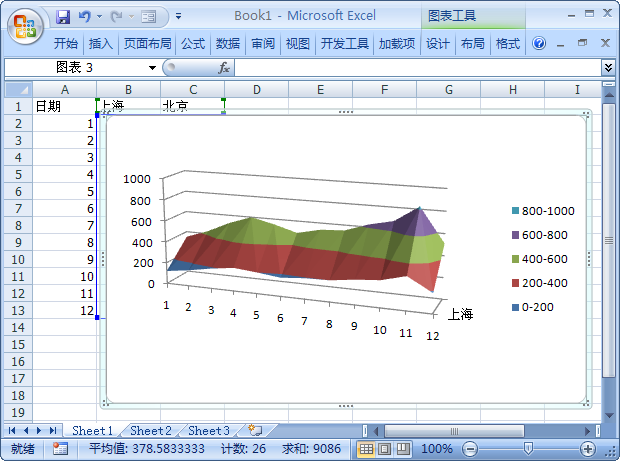 Book1 - Microsoft Excel
图表工具
开始 插入 页面布局 公式 数据 审阅 视图 开发工具 加载项 设计 布局 格式
图表 3
fx
A B C D E F G H I
1 日期 上海 北京
2 1
3 2
4 3
5 4
6 5
7 6
8 7
9 8
10 9
11 10
12 11
13 12
14
15
16
17
18
19
1000
800
600
400
200
0
1 2 3 4 5 6 7 8 9 10 11 12
上海
800-1000
600-800
400-600
200-400
0-200
Sheet1 Sheet2 Sheet3
就绪 平均值: 378.5833333 计数: 26 求和: 9086 100%